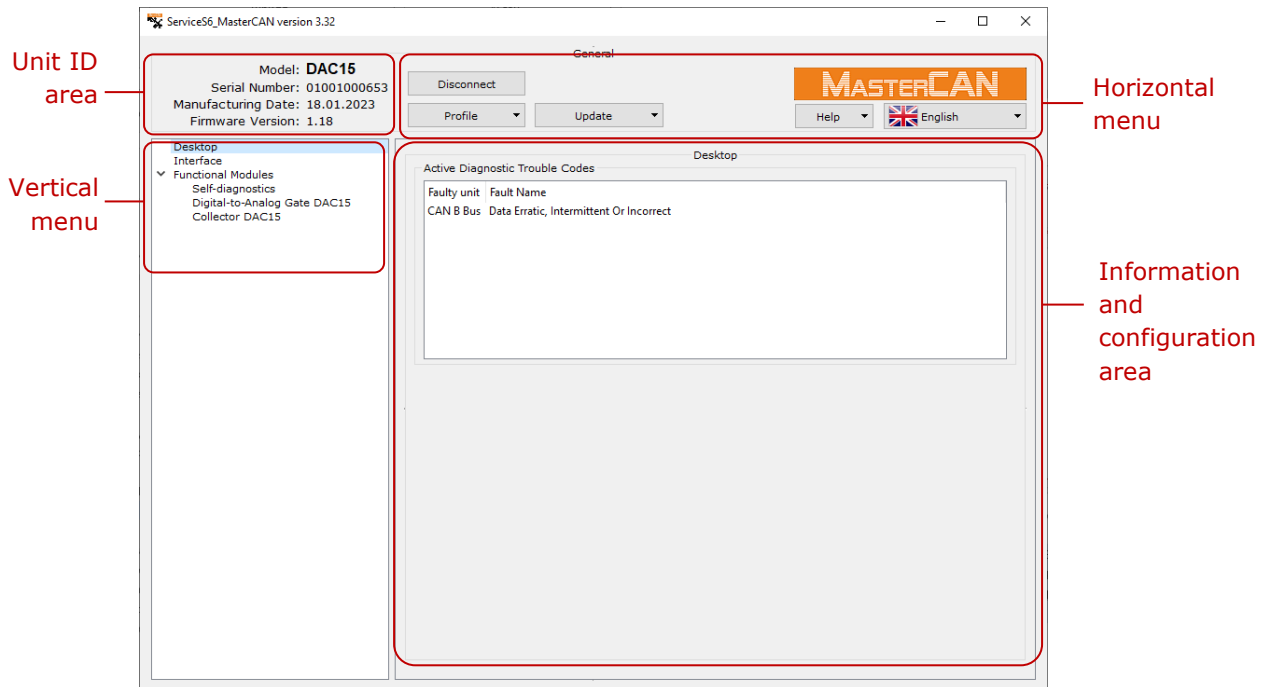 ServiceS6_MasterCAN version 3.32
Unit ID
area
General
Model: DAC15
Serial Number: 01001000653
Manufacturing Date: 18.01.2023
Firmware Version: 1.18
Disconnect
Profile
Update
MASTERCAN
Help
English
Horizontal
menu
Vertical
menu
Desktop
Interface
Functional Modules
Self-diagnostics
Digital-to-Analog Gate DAC15
Collector DAC15
Desktop
Active Diagnostic Trouble Codes
Faulty unit Fault Name
CAN B Bus Data Erratic, Intermittent Or Incorrect
Information
and
configuration
area